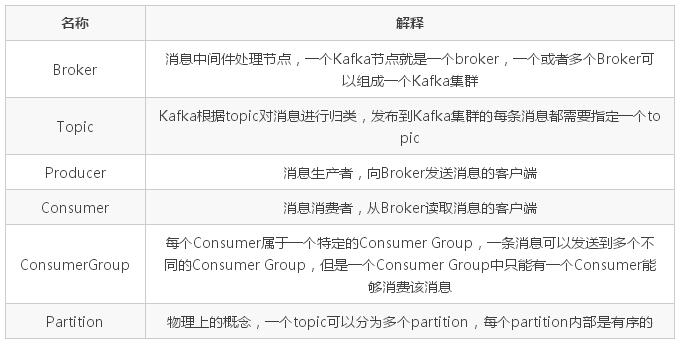 名称 解释
Broker 消息中间件处理节点，一个Kafka节点就是一个broker，一个或者多个Broker可
以组成一个Kafka集群
Topic Kafka根据topic对消息进行归类，发布到Kafka集群的每条消息都需要指定一个to
pic
Producer 消息生产者，向Broker发送消息的客户端
Consumer 消息消费者，从Broker读取消息的客户端
ConsumerGroup 每个Consumer属于一个特定的Consumer Group，一条消息可以发送到多个不
同的Consumer Group，但是一个Consumer Group中只能有一个Consumer能
够消费该消息
Partition 物理上的概念，一个topic可以分为多个partition，每个partition内部是有序的